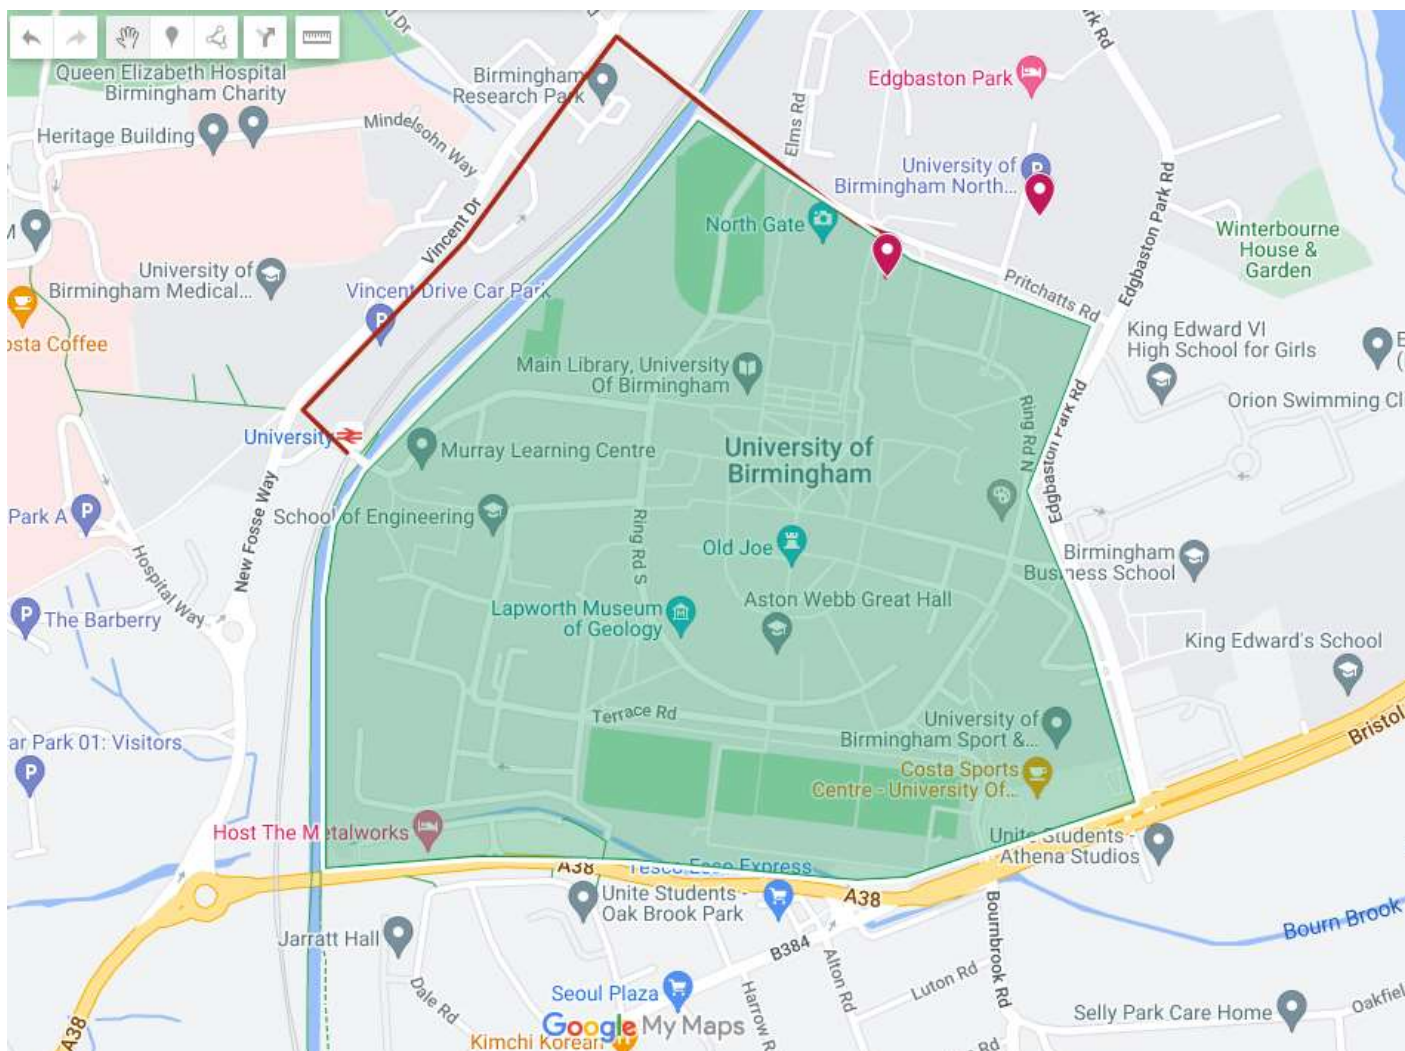 Queen Elizabeth Hospital
Birmingham Charity
Heritage Building
Mindelsohn Way
Birmingham
Research Park
Elms Rd
Edgbaston Park
Park Rd
University of
Birmingham North...
P
North Gate
Edgbaston Park Rd
Winterbourne
House &
Garden
Vincent Dr
University of
Birmingham Medical...
Vincent Drive Car Park
P
Pritchatts Rd
King Edward VI
High School for Girls
osta Coffee
Main Library, University
Of Birmingham
Orion Swimming Cl
Ring Rd N
Edgbaston Park Rd
University
Murray Learning Centre
University of
Birmingham
Park A
P
New Fosse Way
School of Engineering
Ring Rd S
Old Joe
Birmingham
Business School
Hospital Way
P
The Barberry
Lapworth Museum
of Geology
Aston Webb Great Hall
King Edward's School
Terrace Rd
University of
Birmingham Sport &...
Bristol
ar Park 01: Visitors
P
Costa Sports
Centre - University Of...
Host The Metalworks
Unite Students -
Athena Studios
A38
Tesco Esso Express
A38
Unite Students -
Oak Brook Park
Jarratt Hall
B384
Bournbrook Rd
Bourn Brook
Alton Rd
Luton Rd
Dale Rd
Seoul Plaza
Harrow R
Selly Park Care Home
Oakfiel
A38
Google My Maps
Kimchi Korean